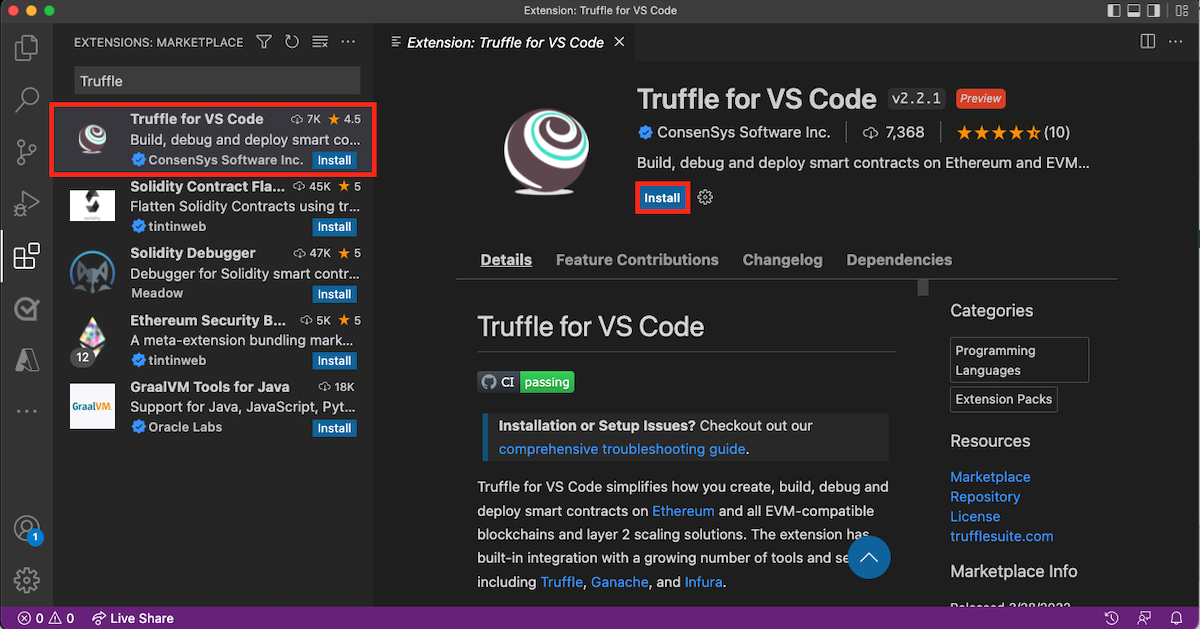 Extension: Truffle for VS Code
EXTENSIONS: MARKETPLACE
Truffle
Truffle for VS Code 7K 4.5
Build, debug and deploy smart co...
ConsenSys Software Inc. Install
Solidity Contract Fla... 45K 5
Flatten Solidity Contracts using tr...
tintinweb Install
Solidity Debugger 47K 5
Debugger for Solidity smart contr...
Meadow Install
Ethereum Security B... 5K 5
A meta-extension bundling mark...
12 tintinweb Install
GraalVM Tools for Java 18K
GraalVM. Support for Java, JavaScript, Pyt...
Oracle Labs Install
1
Extension: Truffle for VS Code
Truffle for VS Code v2.2.1 Preview
ConsenSys Software Inc. 7,368 (10)
Build, debug and deploy smart contracts on Ethereum and EVM...
Install
Details Feature Contributions Changelog Dependencies
Truffle for VS Code
CI passing
Installation or Setup Issues? Checkout out our
comprehensive troubleshooting guide.
Truffle for VS Code simplifies how you create, build, debug and
deploy smart contracts on Ethereum and all EVM-compatible
blockchains and layer 2 scaling solutions. The extension has
built-in integration with a growing number of tools and se
including Truffle, Ganache, and Infura.
Categories
Programming
Languages
Extension Packs
Resources
Marketplace
Repository
License
trufflesuite.com
Marketplace Info
0 0 Live Share